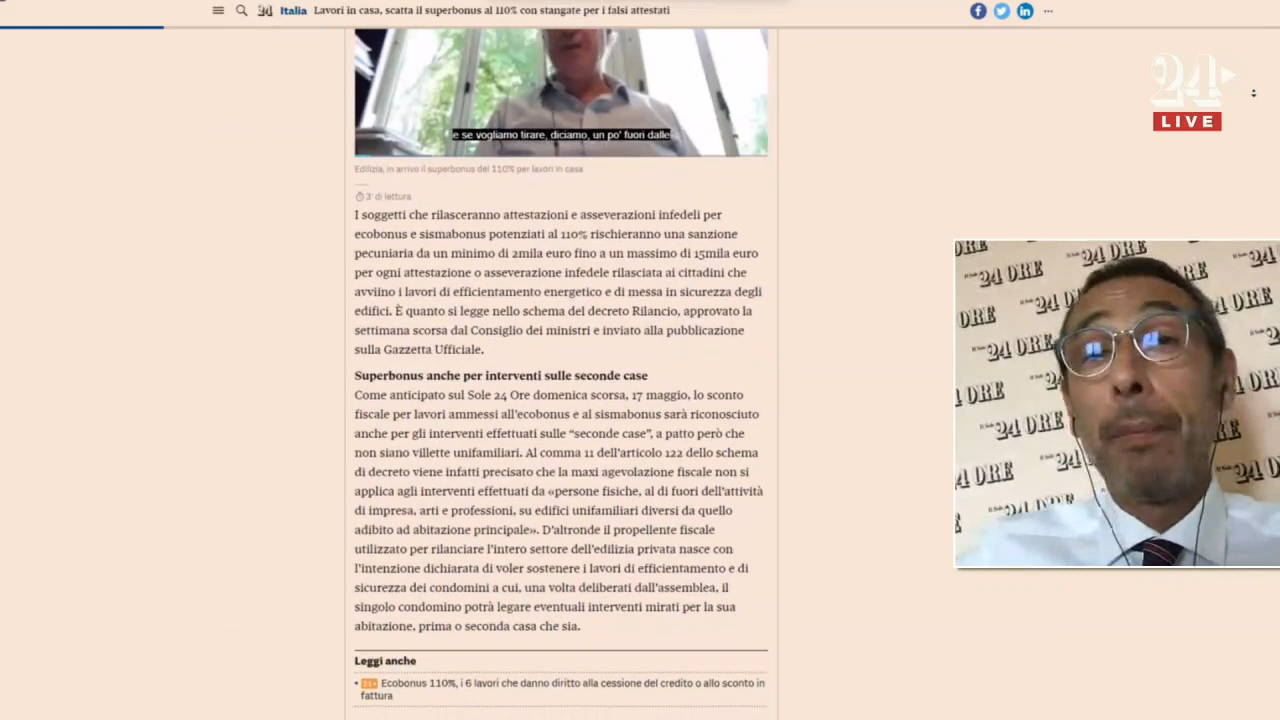 Italia Lavori in casa, scatta il superbonus al 110% con stangate per i falsi attestati
24
LIVE
e se vogliamo tirare, diciamo, un po' fuori dalle
Edilizia, in arrivo il superbonus del 110% per lavori in casa
3' di lettura
I soggetti che rilasceranno attestazioni e asseverazioni infedeli per
ecobonus e sismabonus potenziati al 110% rischieranno una sanzione
pecuniaria da un minimo di 2mila euro fino a un massimo di 15mila euro
per ogni attestazione o asseverazione infedele rilasciata ai cittadini che
avviino i lavori di efficientamento energetico e di messa in sicurezza degli
edifici. È quanto si legge nello schema del decreto Rilancio, approvato la
settimana scorsa dal Consiglio dei ministri e inviato alla pubblicazione
sulla Gazzetta Ufficiale.
Superbonus anche per interventi sulle seconde case
Come anticipato sul Sole 24 Ore domenica scorsa, 17 maggio, lo sconto
fiscale per lavori ammessi all'ecobonus e al sismabonus sarà riconosciuto
anche per gli interventi effettuati sulle “seconde case”, a patto però che
non siano villette unifamiliari. Al comma 11 dell'articolo 122 dello schema
di decreto viene infatti precisato che la maxi agevolazione fiscale non si
applica agli interventi effettuati da «persone fisiche, al di fuori dell'attività
di impresa, arti e professioni, su edifici unifamiliari diversi da quello
adibito ad abitazione principale». D'altronde il propellente fiscale
utilizzato per rilanciare l'intero settore dell'edilizia privata nasce con
l'intenzione dichiarata di voler sostenere i lavori di efficientamento e di
sicurezza dei condomini a cui, una volta deliberati dall'assemblea, il
singolo condomino potrà legare eventuali interventi mirati per la sua
abitazione, prima o seconda casa che sia.
Leggi anche
• 24+ Ecobonus 110%, i 6 lavori che danno diritto alla cessione del credito o allo sconto in
fattura
24 ORE
24 ORE
24 ORE
24 ORE
24 ORE